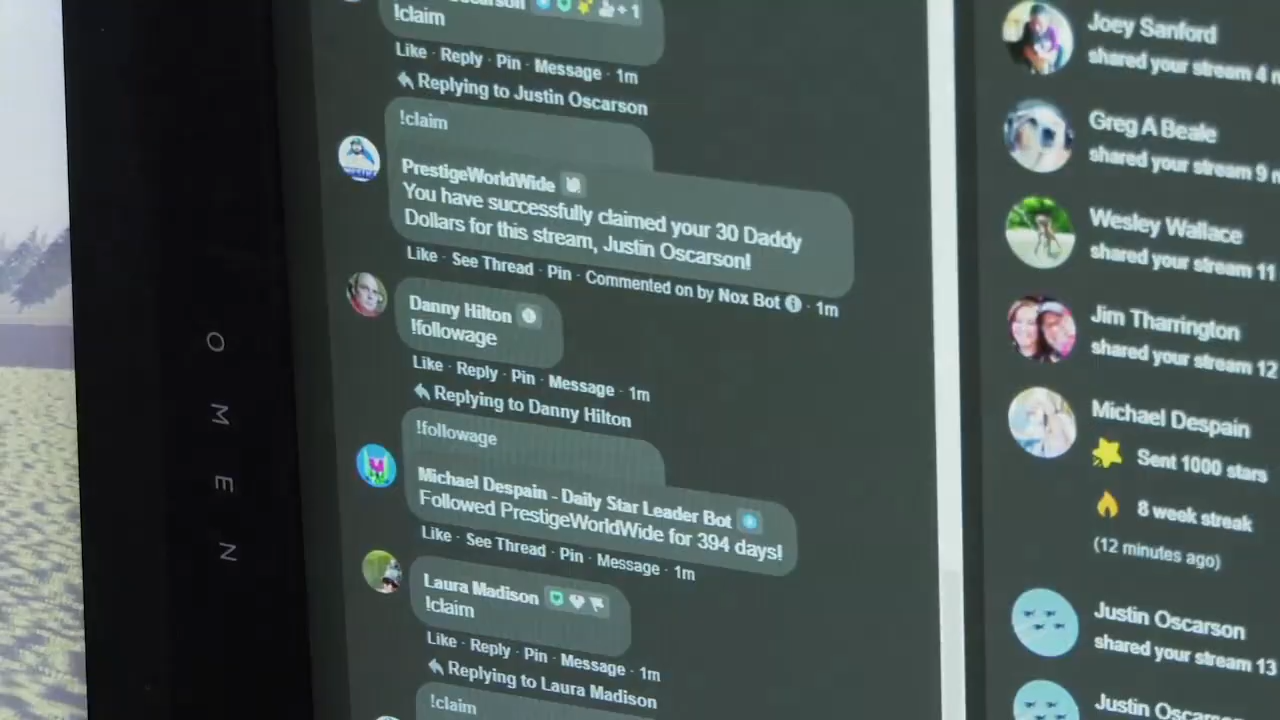 OMEN
+1
!claim
Like · Reply · Pin · Message · 1m
Replying to Justin Oscarson
!claim
PrestigeWorldWide
You have successfully claimed your 30 Daddy
Dollars for this stream, Justin Oscarson!
Like · See Thread · Pin · Commented on by Nox Bot · 1m
Danny Hilton
!followage
Like · Reply · Pin · Message · 1m
Replying to Danny Hilton
!followage
Michael Despain - Daily Star Leader Bot
Followed PrestigeWorldWide for 394 days!
Like · See Thread · Pin · Message · 1m
Laura Madison
!claim
Like · Reply · Pin · Message · 1m
Replying to Laura Madison
!claim
Joey Sanford
shared your stream 4
Greg A Beale
shared your stream 9
Wesley Wallace
shared your stream 11
Jim Tharrington
shared your stream 12
Michael Despain
Sent 1000 stars
8 week streak
(12 minutes ago)
Justin Oscarson
shared your stream 13
Justin